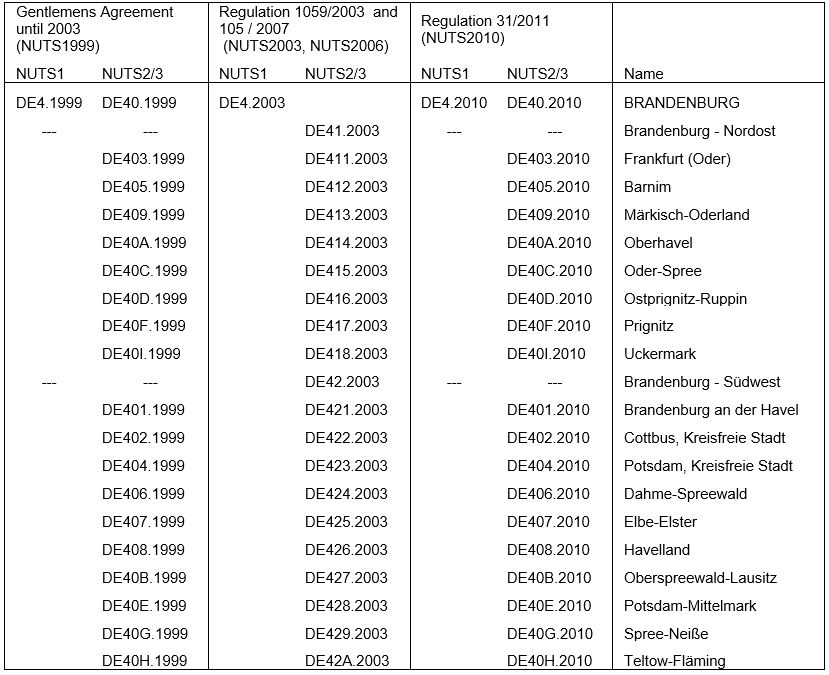 Gentlemens Agreement until 2003 (NUTS1999) Regulation 1059/2003 and 105 / 2007 (NUTS2003, NUTS2006) Regulation 31/2011 (NUTS2010)
NUTS1 NUTS2/3 NUTS1 NUTS2/3 NUTS1 NUTS2/3 Name
DE4.1999 DE40.1999 DE4.2003 DE4.2010 DE40.2010 BRANDENBURG
--- --- DE41.2003 --- --- Brandenburg - Nordost
DE403.1999 DE411.2003 DE403.2010 Frankfurt (Oder)
DE405.1999 DE412.2003 DE405.2010 Barnim
DE409.1999 DE413.2003 DE409.2010 Märkisch-Oderland
DE40A.1999 DE414.2003 DE40A.2010 Oberhavel
DE40C.1999 DE415.2003 DE40C.2010 Oder-Spree
DE40D.1999 DE416.2003 DE40D.2010 Ostprignitz-Ruppin
DE40F.1999 DE417.2003 DE40F.2010 Prignitz
DE40I.1999 DE418.2003 DE40I.2010 Uckermark
--- --- DE42.2003 --- --- Brandenburg - Südwest
DE401.1999 DE421.2003 DE401.2010 Brandenburg an der Havel
DE402.1999 DE422.2003 DE402.2010 Cottbus, Kreisfreie Stadt
DE404.1999 DE423.2003 DE404.2010 Potsdam, Kreisfreie Stadt
DE406.1999 DE424.2003 DE406.2010 Dahme-Spreewald
DE407.1999 DE425.2003 DE407.2010 Elbe-Elster
DE408.1999 DE426.2003 DE408.2010 Havelland
DE40B.1999 DE427.2003 DE40B.2010 Oberspreewald-Lausitz
DE40E.1999 DE428.2003 DE40E.2010 Potsdam-Mittelmark
DE40G.1999 DE429.2003 DE40G.2010 Spree-Neiße
DE40H.1999 DE42A.2003 DE40H.2010 Teltow-Fläming